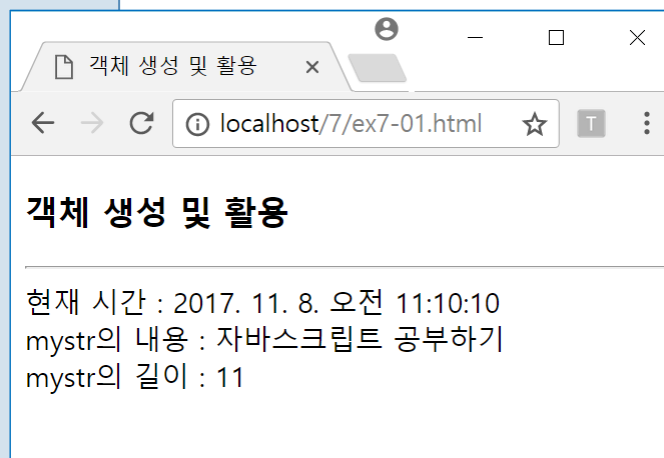 객체 생성 및 활용
localhost/7/ex7-01.html
T
객체 생성 및 활용
현재 시간 : 2017. 11. 8. 오전 11:10:10
mystr의 내용 : 자바스크립트 공부하기
mystr의 길이 : 11